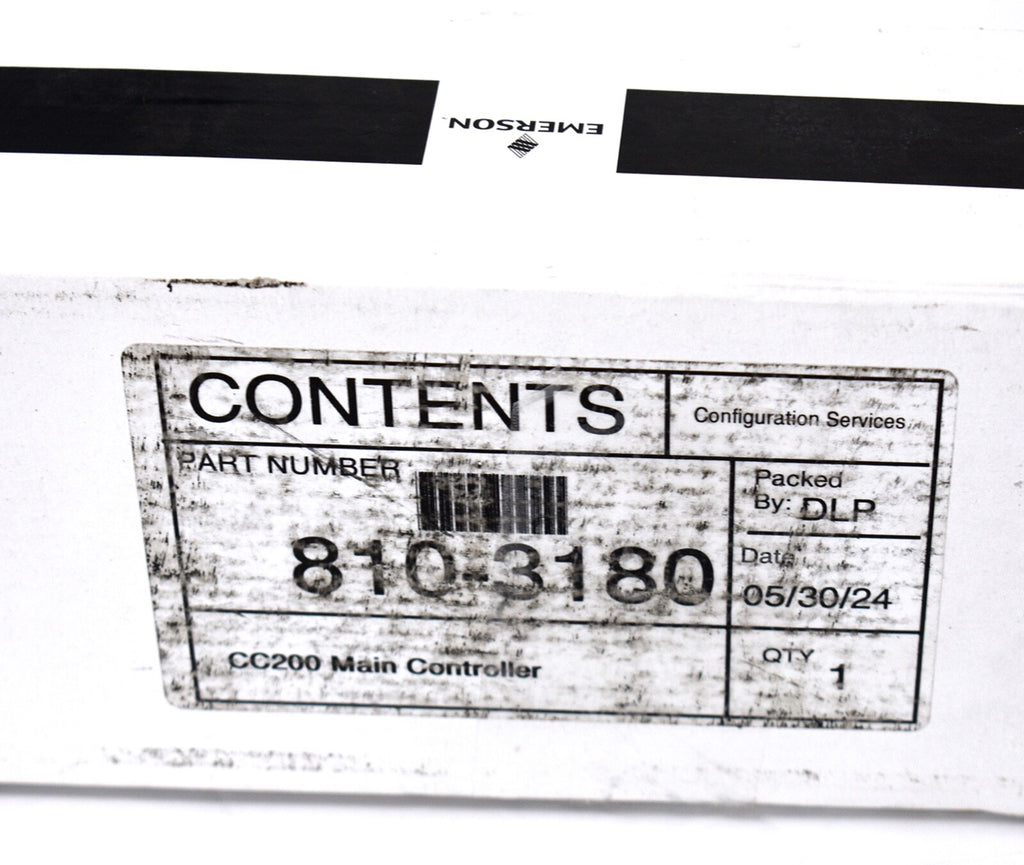 EMERSON
CONTENTS
Configuration Services
PART NUMBER
810-3180
Packed
By: DLP
Date
05/30/24
CC200 Main Controller
QTY
1